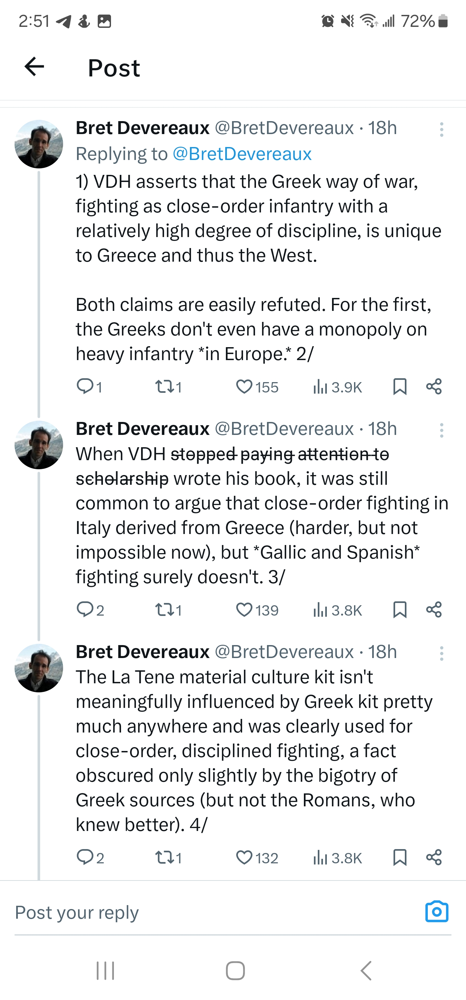 2:51 72%
Post
Bret Devereaux @BretDevereaux · 18h
Replying to @BretDevereaux
1) VDH asserts that the Greek way of war,
fighting as close-order infantry with a
relatively high degree of discipline, is unique
to Greece and thus the West.
Both claims are easily refuted. For the first,
the Greeks don't even have a monopoly on
heavy infantry *in Europe.* 2/
1 1 155 3.9K
Bret Devereaux @BretDevereaux · 18h
When VDH stopped paying attention to
scholarship wrote his book, it was still
common to argue that close-order fighting in
Italy derived from Greece (harder, but not
impossible now), but *Gallic and Spanish*
fighting surely doesn't. 3/
2 1 139 3.8K
Bret Devereaux @BretDevereaux · 18h
The La Tene material culture kit isn't
meaningfully influenced by Greek kit pretty
much anywhere and was clearly used for
close-order, disciplined fighting, a fact
obscured only slightly by the bigotry of
Greek sources (but not the Romans, who
knew better). 4/
2 1 132 3.8K
Post your reply